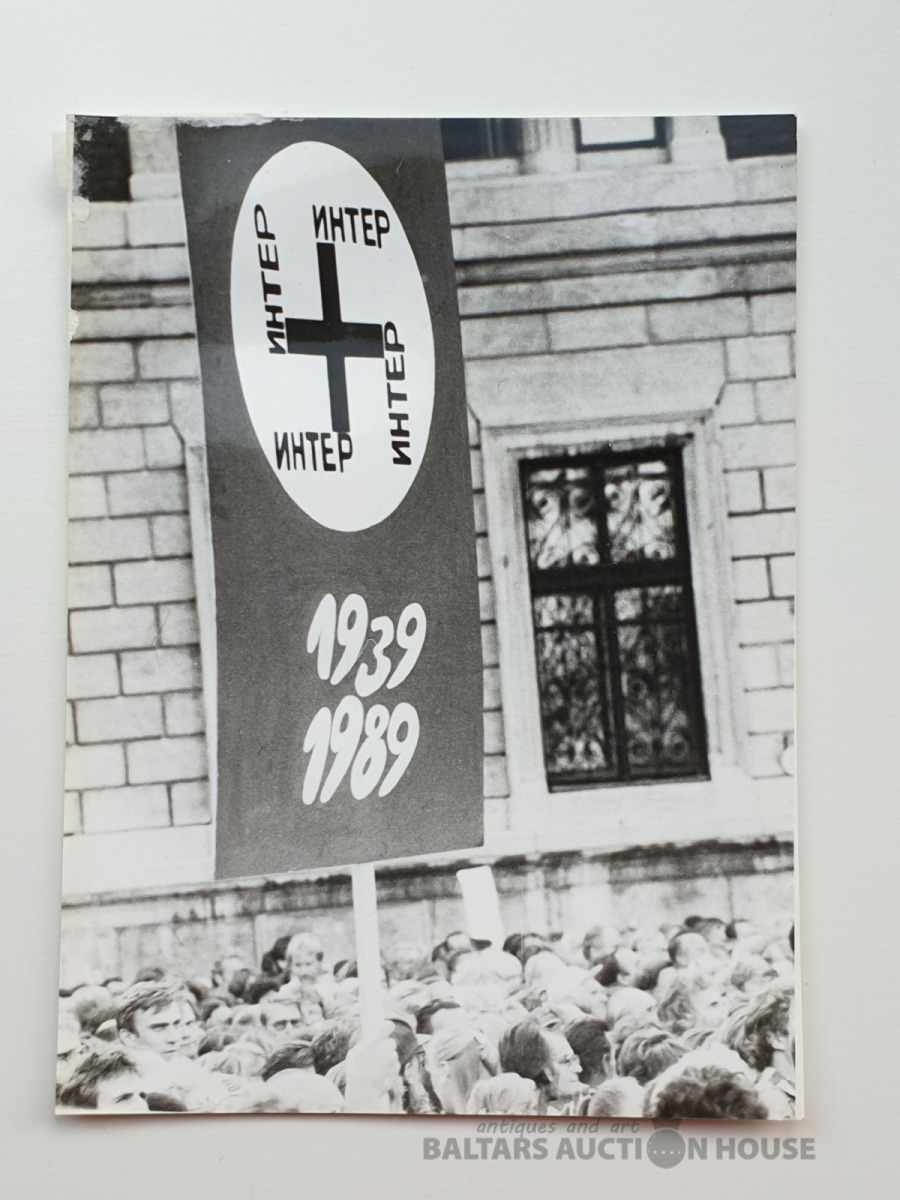 ИНТЕР
ИНТЕР
ИНТЕР
ИНТЕР
1939
1989
antiques and art
BALTARS AUCTION HOUSE